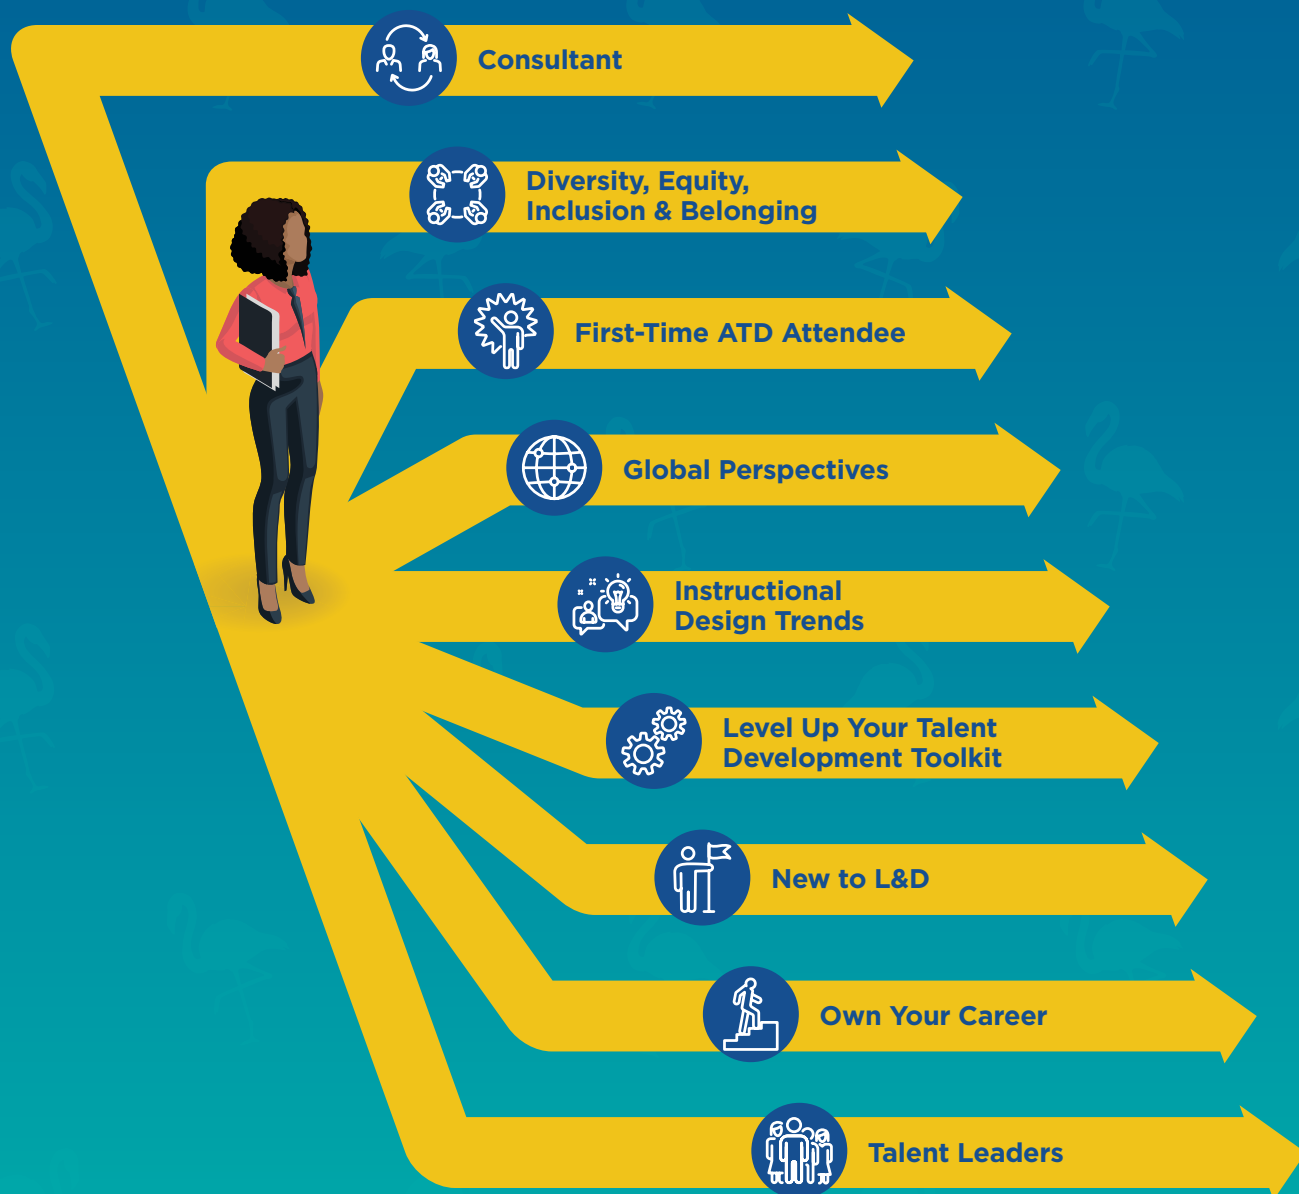 Consultant
Diversity, Equity,
Inclusion & Belonging
First-Time ATD Attendee
Global Perspectives
Instructional
Design Trends
Level Up Your Talent
Development Toolkit
New to L&D
Own Your Career
Talent Leaders